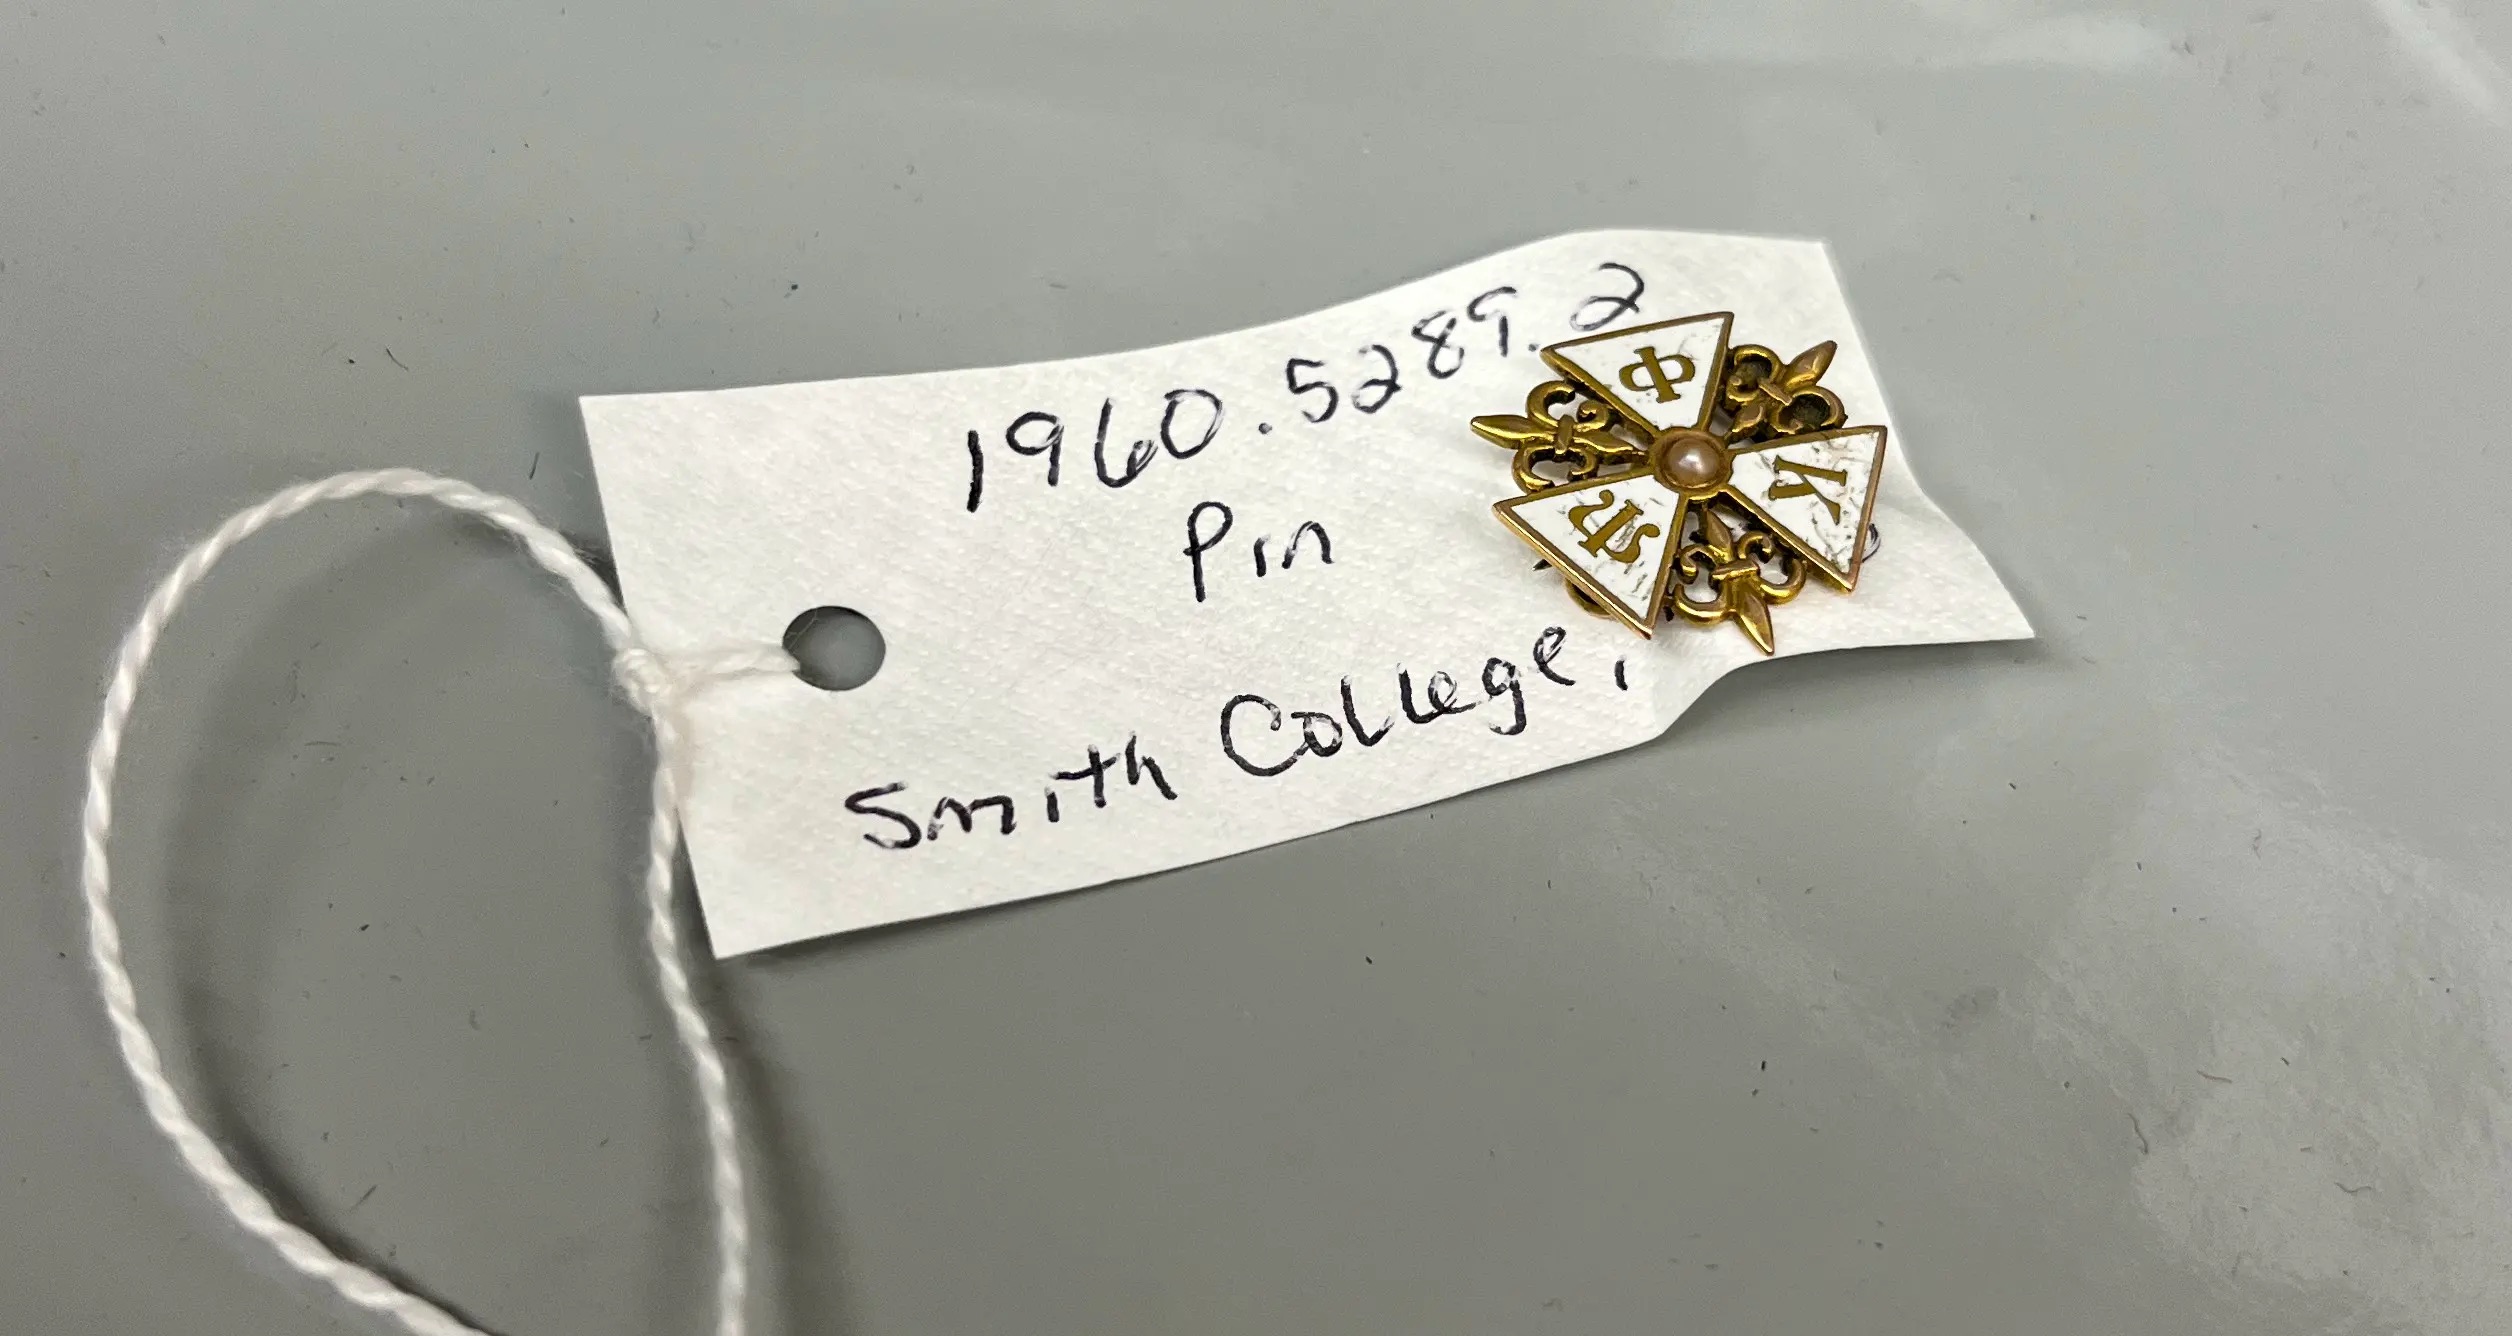 1960.5289.2
Pin
Smith College,
Φ
Κ
Ψ